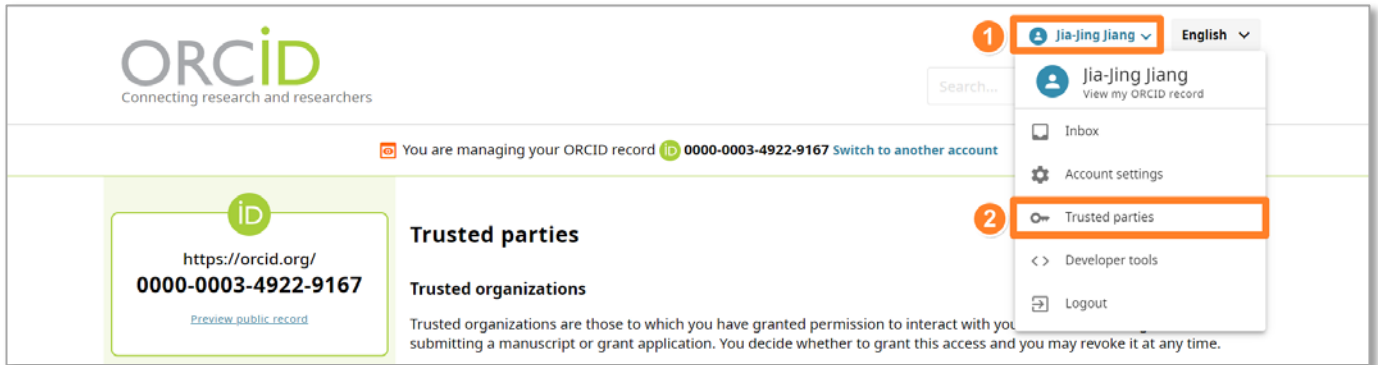 ORCID
Connecting research and researchers
1
Jia-Jing Jiang
English
Search...
Jia-Jing Jiang
View my ORCID record
Inbox
Account settings
2
Trusted parties
Developer tools
Logout
iD You are managing your ORCID record iD 0000-0003-4922-9167 Switch to another account
iD
https://orcid.org/
0000-0003-4922-9167
Preview public record
Trusted parties
Trusted organizations
Trusted organizations are those to which you have granted permission to interact with
submitting a manuscript or grant application. You decide whether to grant this access and you may revoke it at any time.